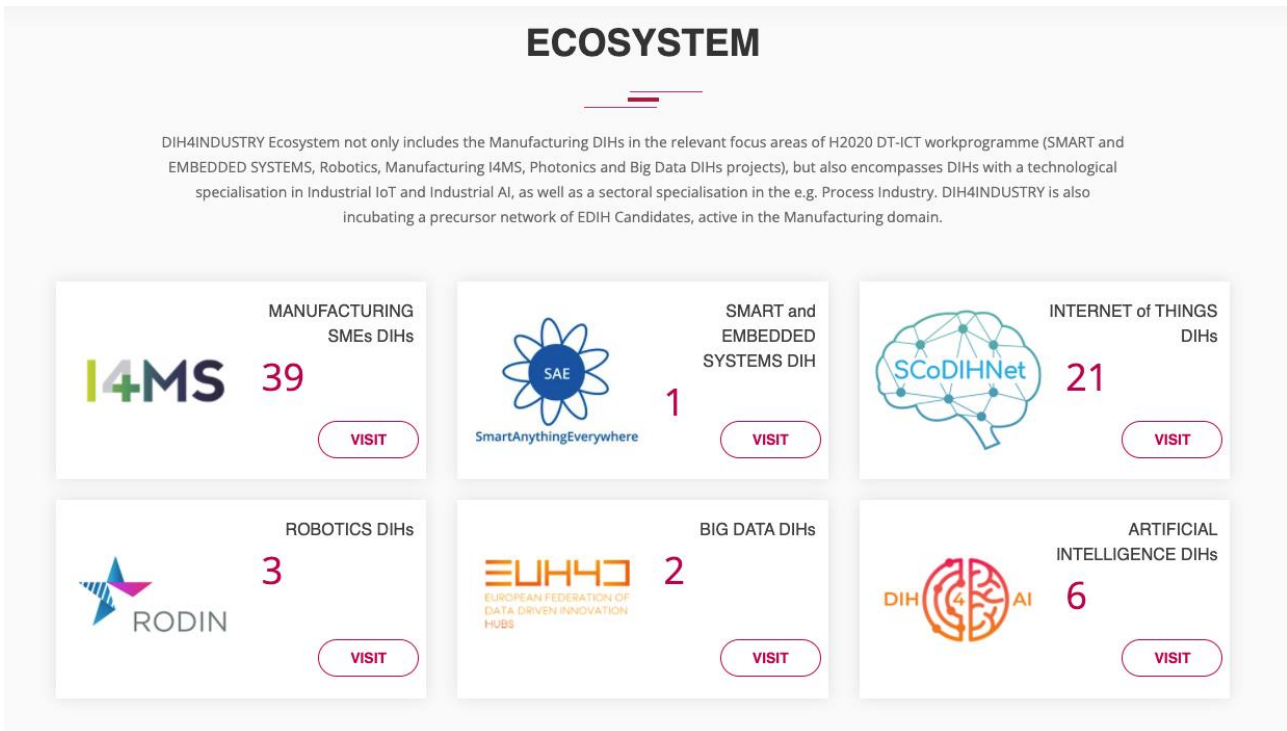 ECOSYSTEM
DIH4INDUSTRY Ecosystem not only includes the Manufacturing DIHs in the relevant focus areas of H2020 DT-ICT workprogramme (SMART and
EMBEDDED SYSTEMS, Robotics, Manufacturing I4MS, Photonics and Big Data DIHs projects), but also encompasses DIHs with a technological
specialisation in Industrial IoT and Industrial AI, as well as a sectoral specialisation in the e.g. Process Industry. DIH4INDUSTRY is also
incubating a precursor network of EDIH Candidates, active in the Manufacturing domain.
I4MS
MANUFACTURING
SMEs DIHs
39
VISIT
SAE
SmartAnythingEverywhere
SMART and
EMBEDDED
SYSTEMS DIH
1
VISIT
SCoDIHNet
INTERNET of THINGS
DIHs
21
VISIT
RODIN
ROBOTICS DIHs
3
VISIT
EUH4D
EUROPEAN FEDERATION OF
DATA DRIVEN INNOVATION
HUBS
BIG DATA DIHs
2
VISIT
DIH 4 AI
ARTIFICIAL
INTELLIGENCE DIHs
6
VISIT